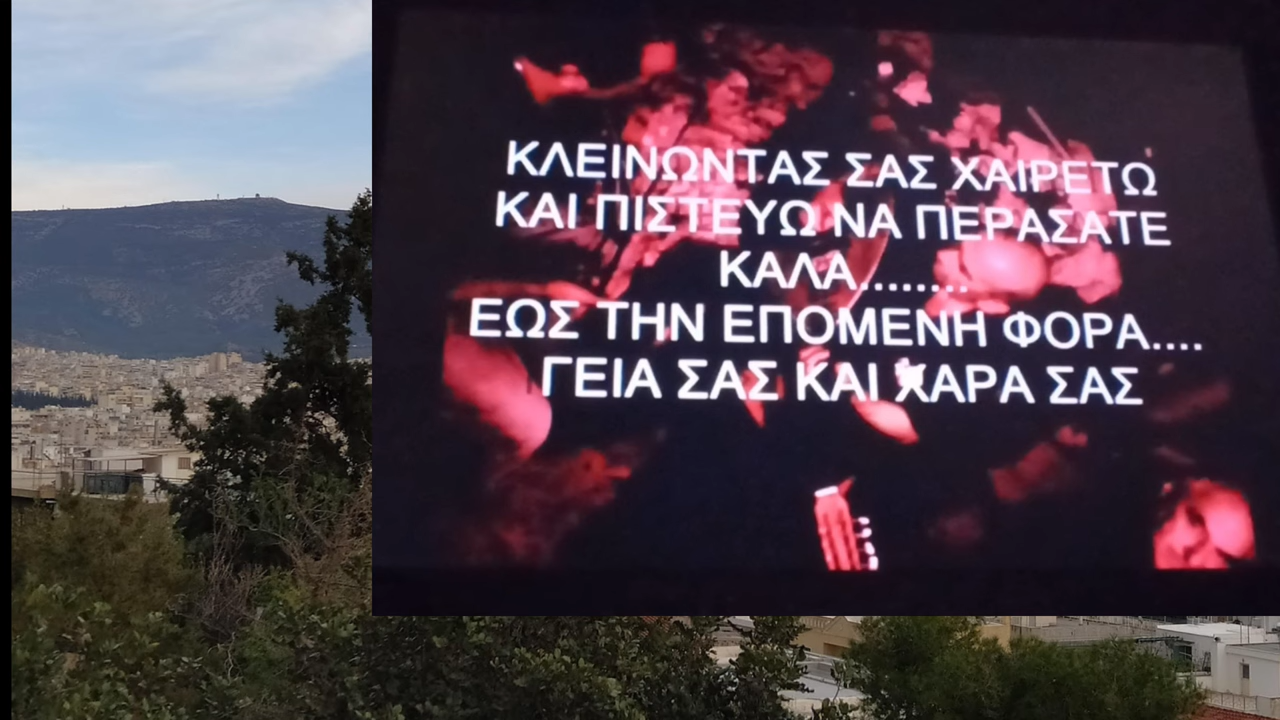 ΚΛΕΙΝΩΝΤΑΣ ΣΑΣ ΧΑΙΡΕΤΩ
ΚΑΙ ΠΙΣΤΕΥΩ ΝΑ ΠΕΡΑΣΑΤΕ
ΚΑΛΑ.........
ΕΩΣ ΤΗΝ ΕΠΟΜΕΝΗ ΦΟΡΑ....
ΓΕΙΑ ΣΑΣ ΚΑΙ ΧΑΡΑ ΣΑΣ